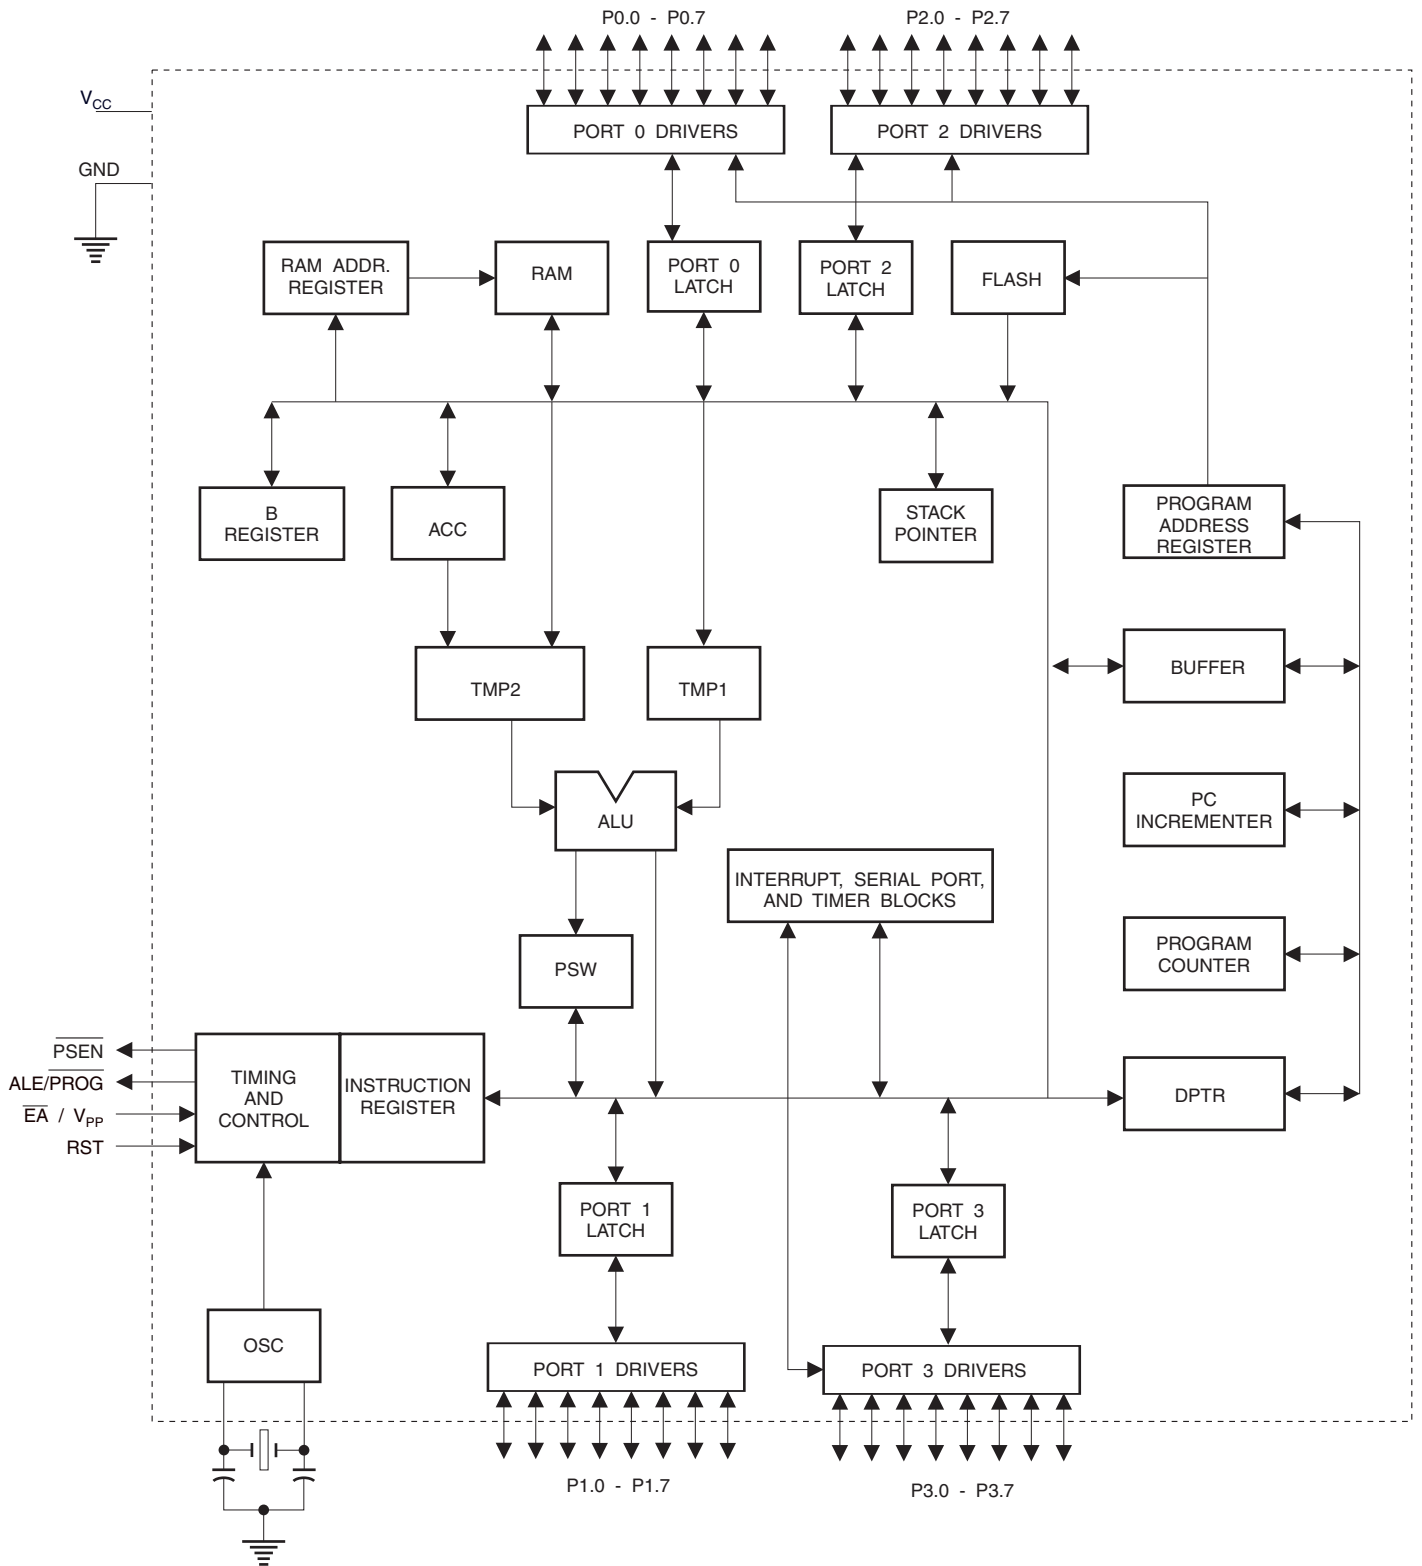 P0.0 - P0.7
P2.0 - P2.7
VCC
GND
PORT 0 DRIVERS
PORT 2 DRIVERS
RAM ADDR.
REGISTER
RAM
PORT 0
LATCH
PORT 2
LATCH
FLASH
B
REGISTER
ACC
STACK
POINTER
PROGRAM
ADDRESS
REGISTER
TMP2
TMP1
BUFFER
ALU
PC
INCREMENTER
INTERRUPT, SERIAL PORT,
AND TIMER BLOCKS
PSW
PROGRAM
COUNTER
PSEN
ALE/PROG
EA / VPP
RST
TIMING
AND
CONTROL
INSTRUCTION
REGISTER
DPTR
PORT 1
LATCH
PORT 3
LATCH
OSC
PORT 1 DRIVERS
PORT 3 DRIVERS
P1.0 - P1.7
P3.0 - P3.7